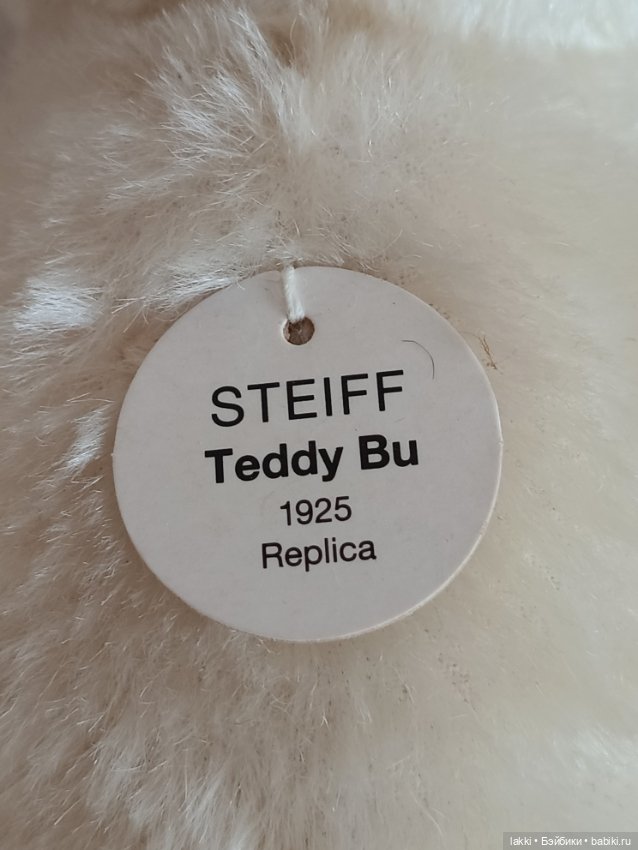 STEIFF
Teddy Bu
1925
Replica
lakki • Бэйбики • babiki.ru